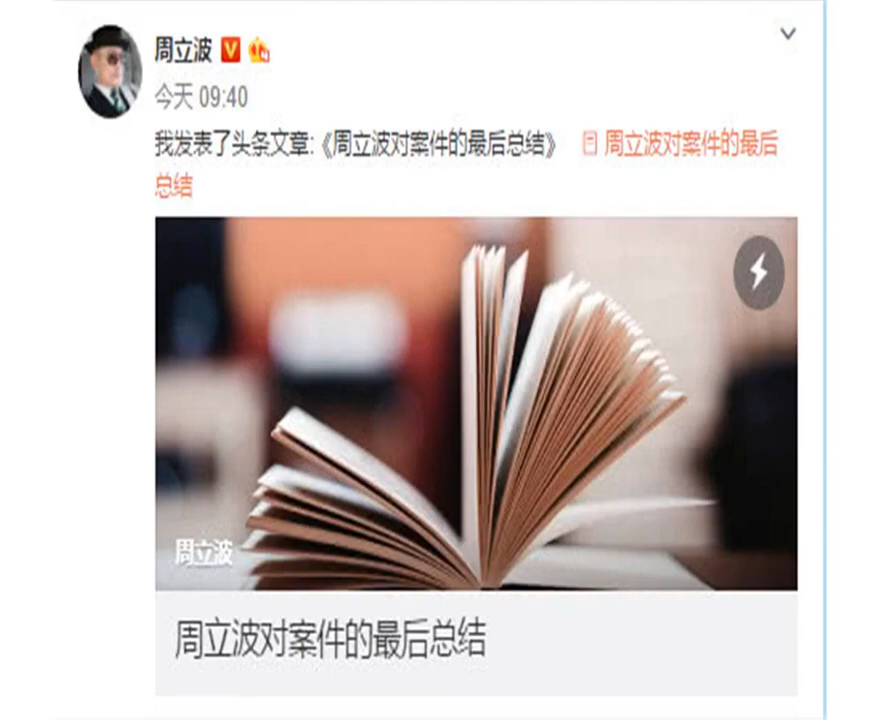 周立波
今天 09:40
我发表了头条文章:《周立波对案件的最后总结》 周立波对案件的最后
总结
周立波
周立波对案件的最后总结